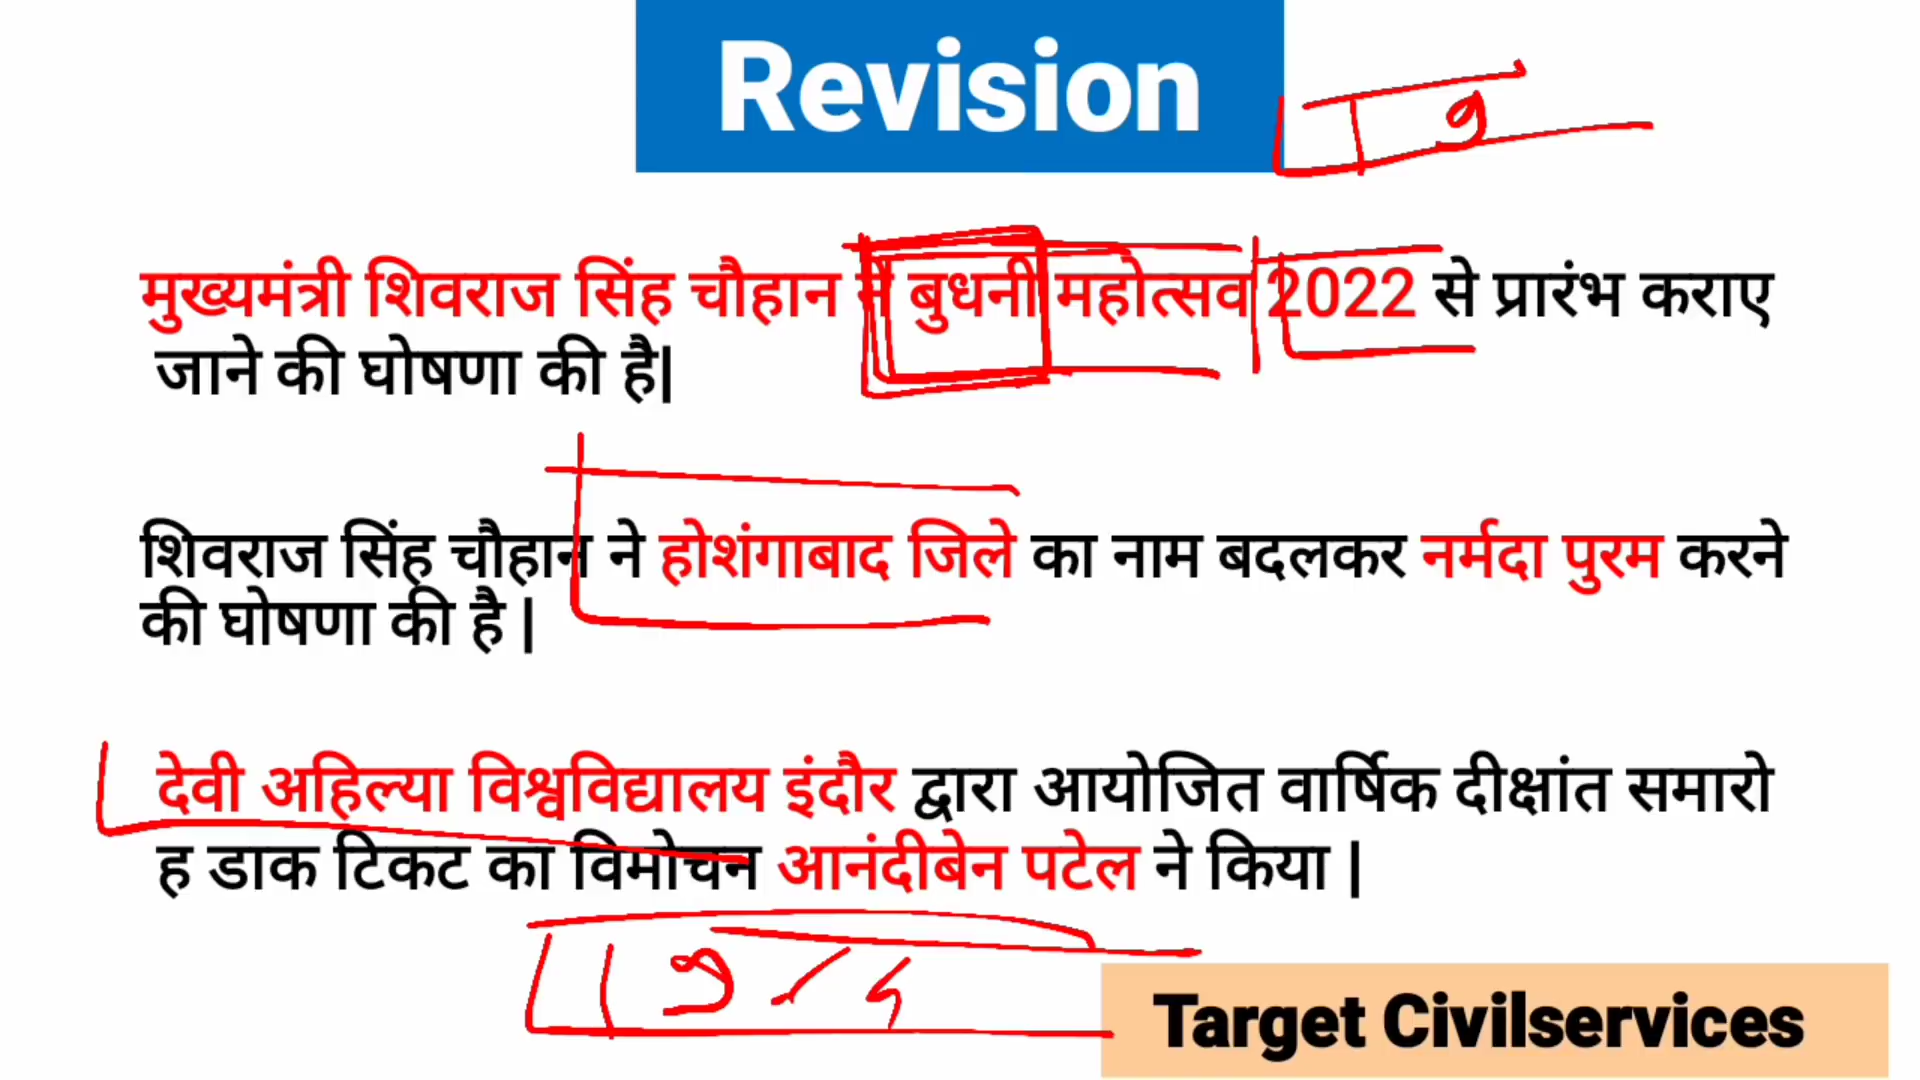 Revision
19
मुख्यमंत्री शिवराज सिंह चौहान ने बुधनी महोत्सव 2022 से प्रारंभ कराए
जाने की घोषणा की है|
शिवराज सिंह चौहान ने होशंगाबाद जिले का नाम बदलकर नर्मदा पुरम करने
की घोषणा की है |
देवी अहिल्या विश्वविद्यालय इंदौर द्वारा आयोजित वार्षिक दीक्षांत समारो
ह डाक टिकट का विमोचन आनंदीबेन पटेल ने किया |
Target Civilservices